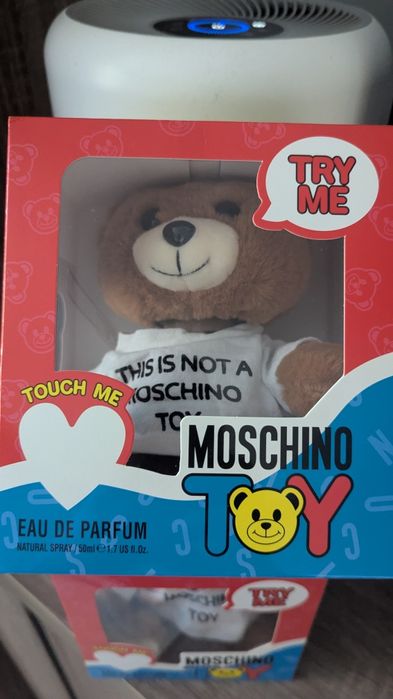 TRY
ME
THIS IS NOT A
MOSCHINO
TOY
TOUCH ME
MOSCHINO
TOY
EAU DE PARFUM
NATURAL SPRAY / 50ml ℮ 1.7 US fl.Oz.
TRY
ME
TOY
MOSCHINO